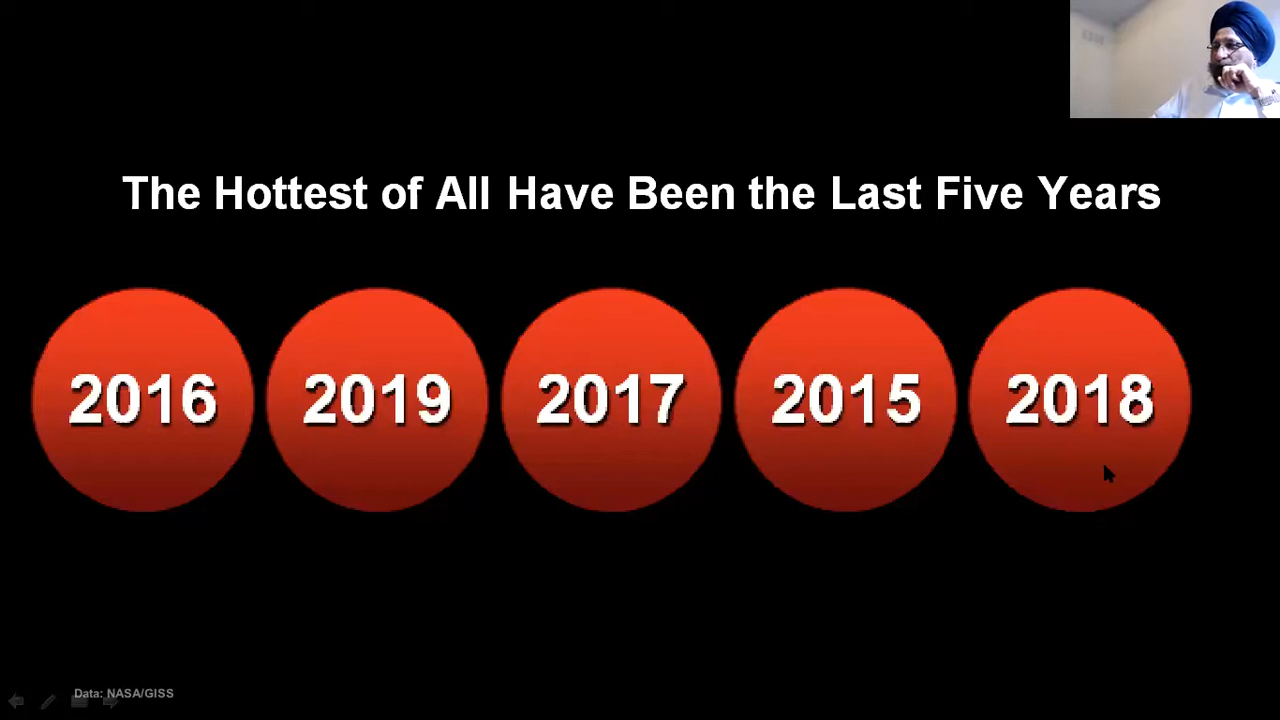 The Hottest of All Have Been the Last Five Years
2016 2019 2017 2015 2018
Data: NASA/GISS